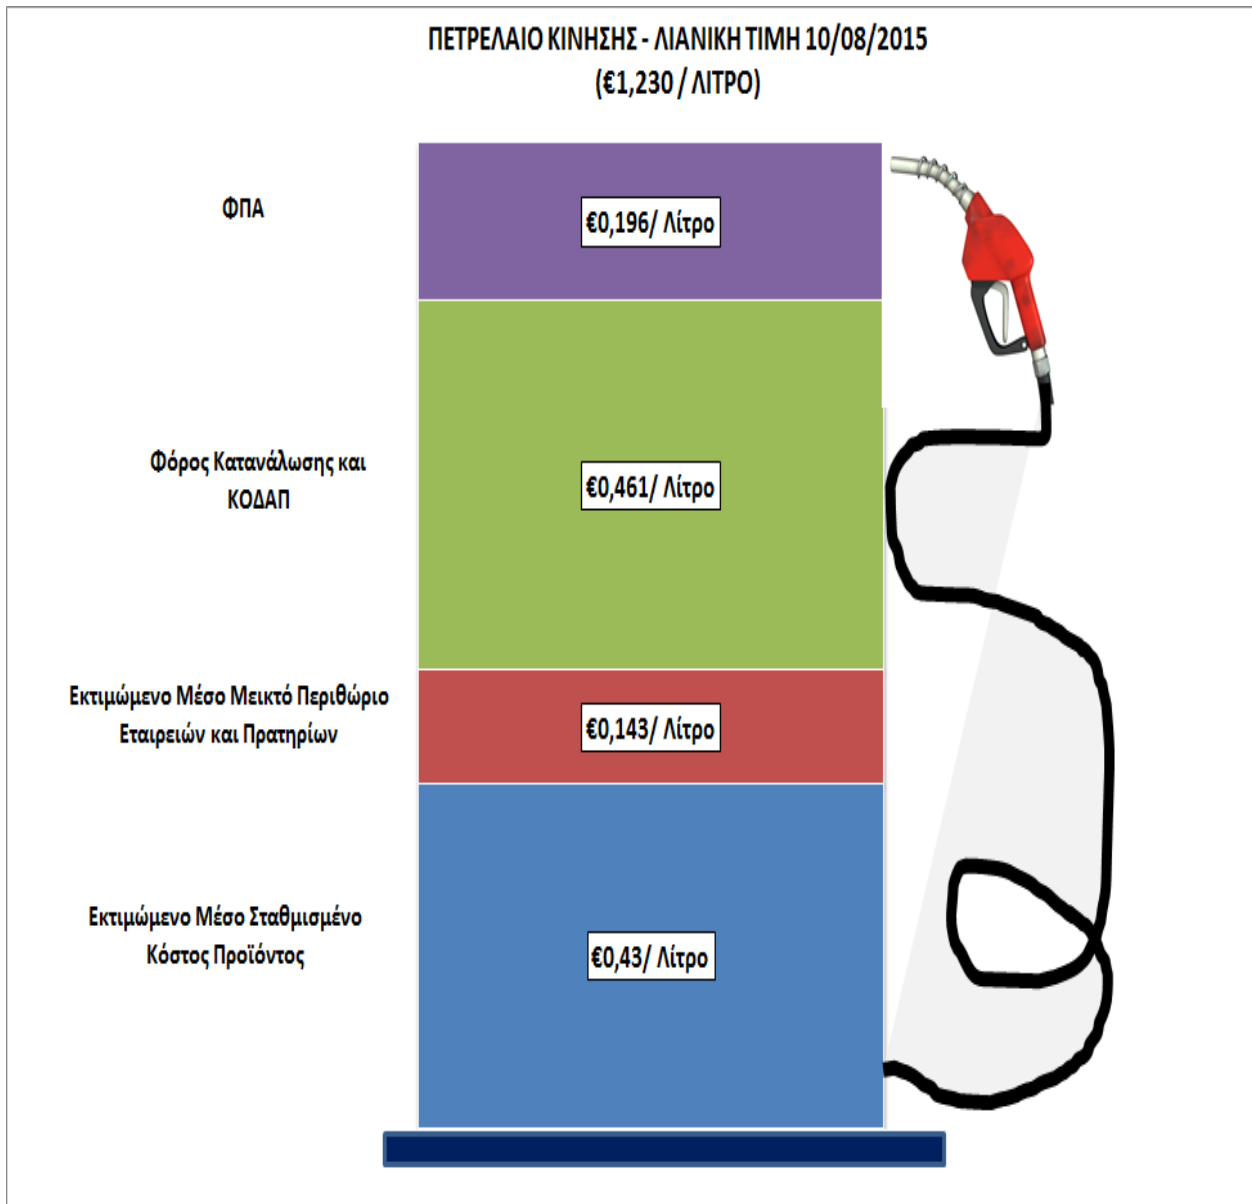 ΠΕΤΡΕΛΑΙΟ ΚΙΝΗΣΗΣ - ΛΙΑΝΙΚΗ ΤΙΜΗ 10/08/2015
(€1,230 / ΛΙΤΡΟ)
ΦΠΑ
€0,196/ Λίτρο
Φόρος Κατανάλωσης και
ΚΟΔΑΠ
€0,461/ Λίτρο
Εκτιμώμενο Μέσο Μεικτό Περιθώριο
Εταιρειών και Πρατηρίων
€0,143/ Λίτρο
Εκτιμώμενο Μέσο Σταθμισμένο
Κόστος Προϊόντος
€0,43/ Λίτρο